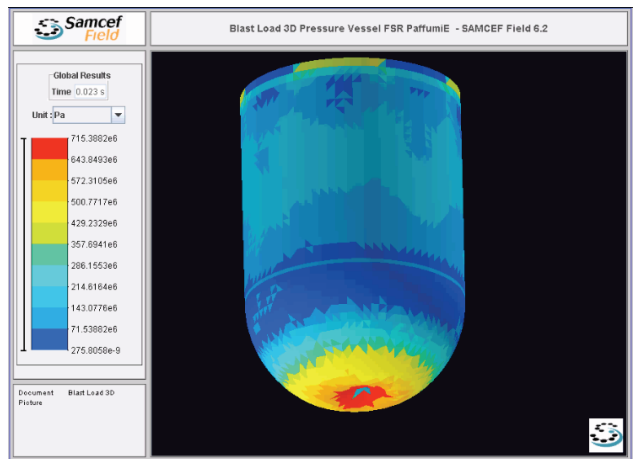 Samcef
Field
Blast Load 3D Pressure Vessel FSR PaffumiE - SAMCEF Field 6.2
Global Results
Time 0.023 s
Unit : Pa
715.3882e6
643.8493e6
572.3105e6
500.7717e6
429.2329e6
357.6941e6
286.1553e6
214.6164e6
143.0776e6
71.53882e6
275.8058e-9
Document Blast Load 3D
Picture